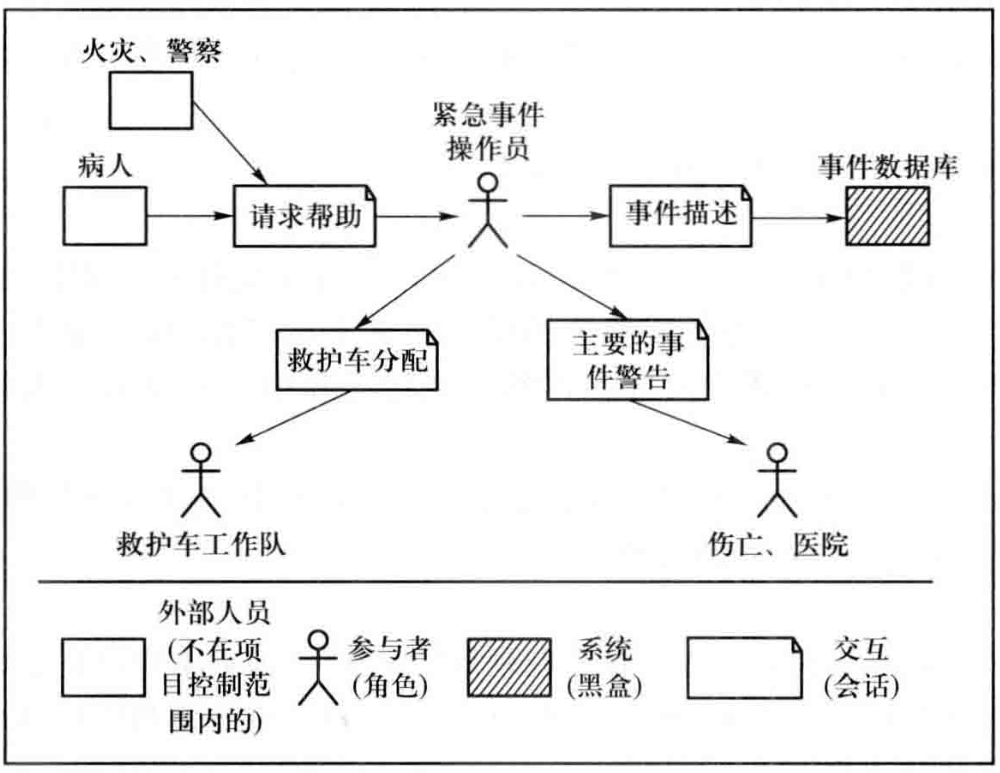 火灾、警察
紧急事件
操作员
病人
事件数据库
请求帮助
事件描述
救护车分配
主要的事
件警告
救护车工作队
伤亡、医院
外部人员
(不在项
目控制范
围内的)
参与者
(角色)
系统
(黑盒)
交互
(会话)